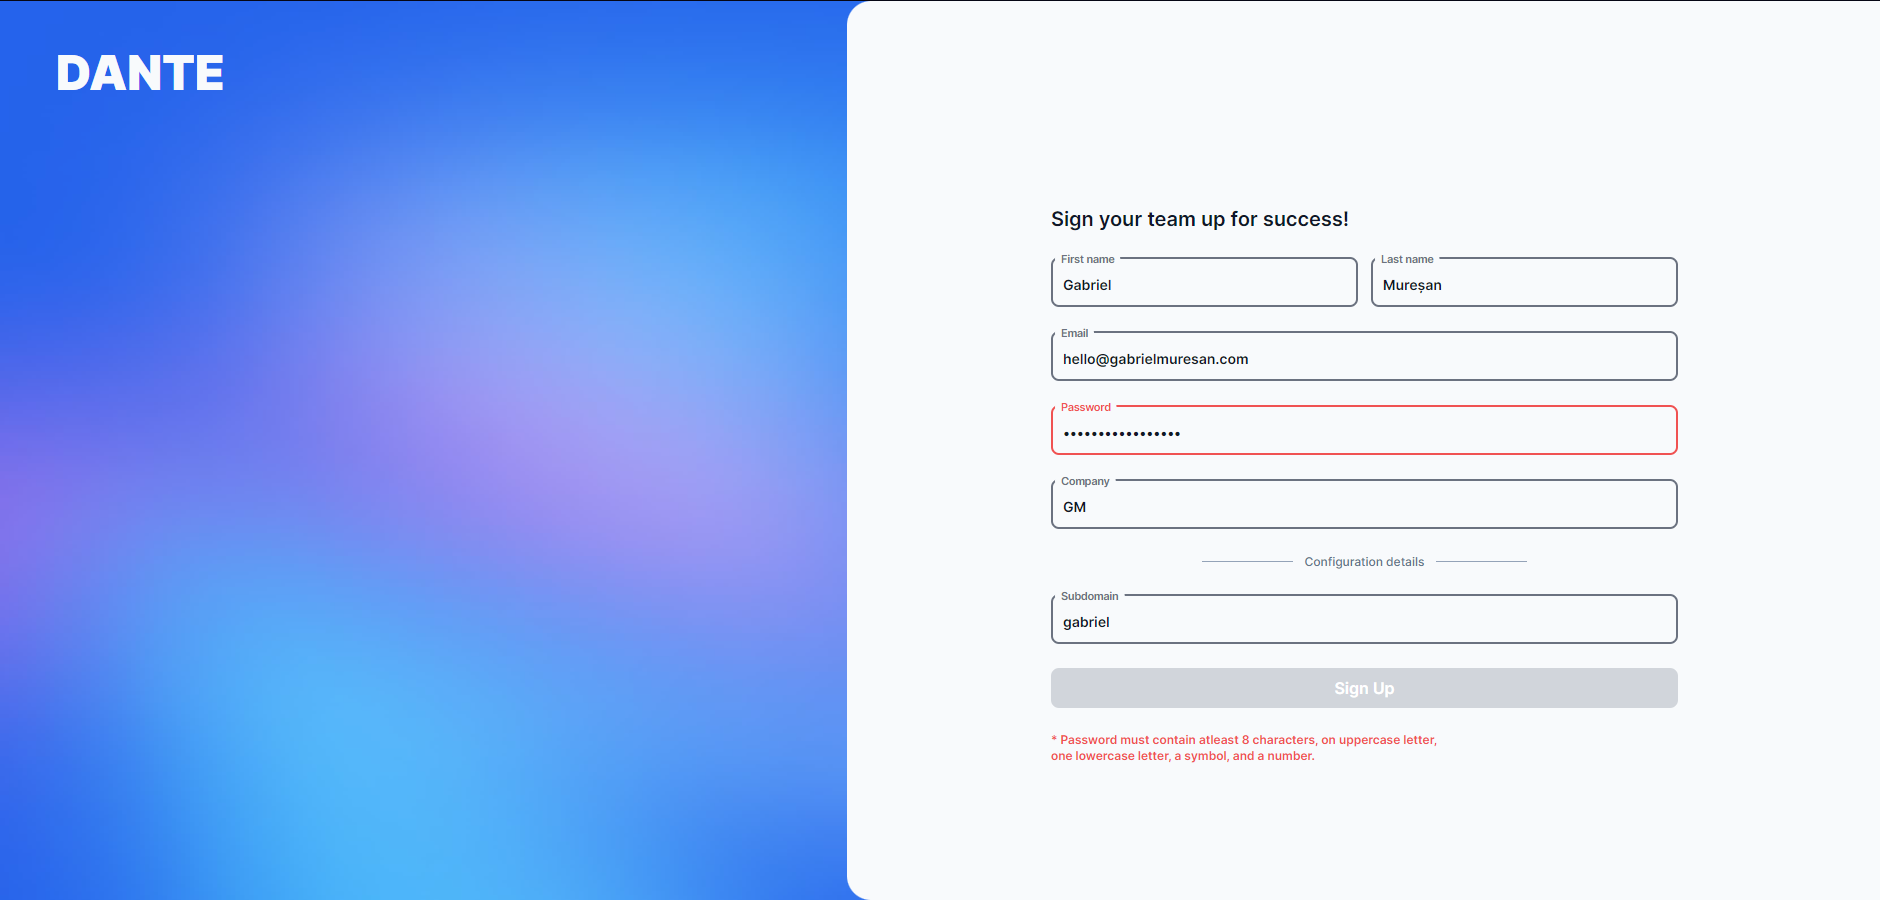 DANTE
Sign your team up for success!
First name
Gabriel
Last name
Mureșan
Email
hello@gabrielmuresan.com
Password
•••••••••••••••••
Company
GM
Configuration details
Subdomain
gabriel
Sign Up
* Password must contain atleast 8 characters, on uppercase letter,
one lowercase letter, a symbol, and a number.